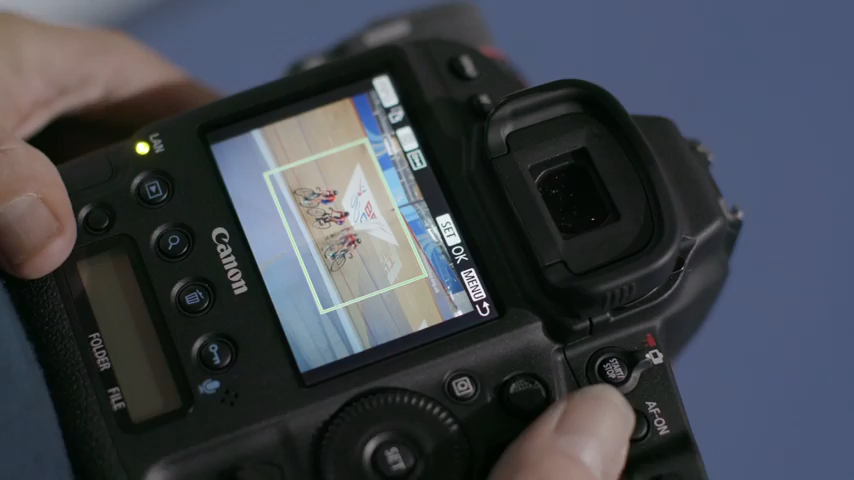 LAN
Canon
SET OK
MENU
FOLDER
FILE
SET
START/
STOP
AF-ON